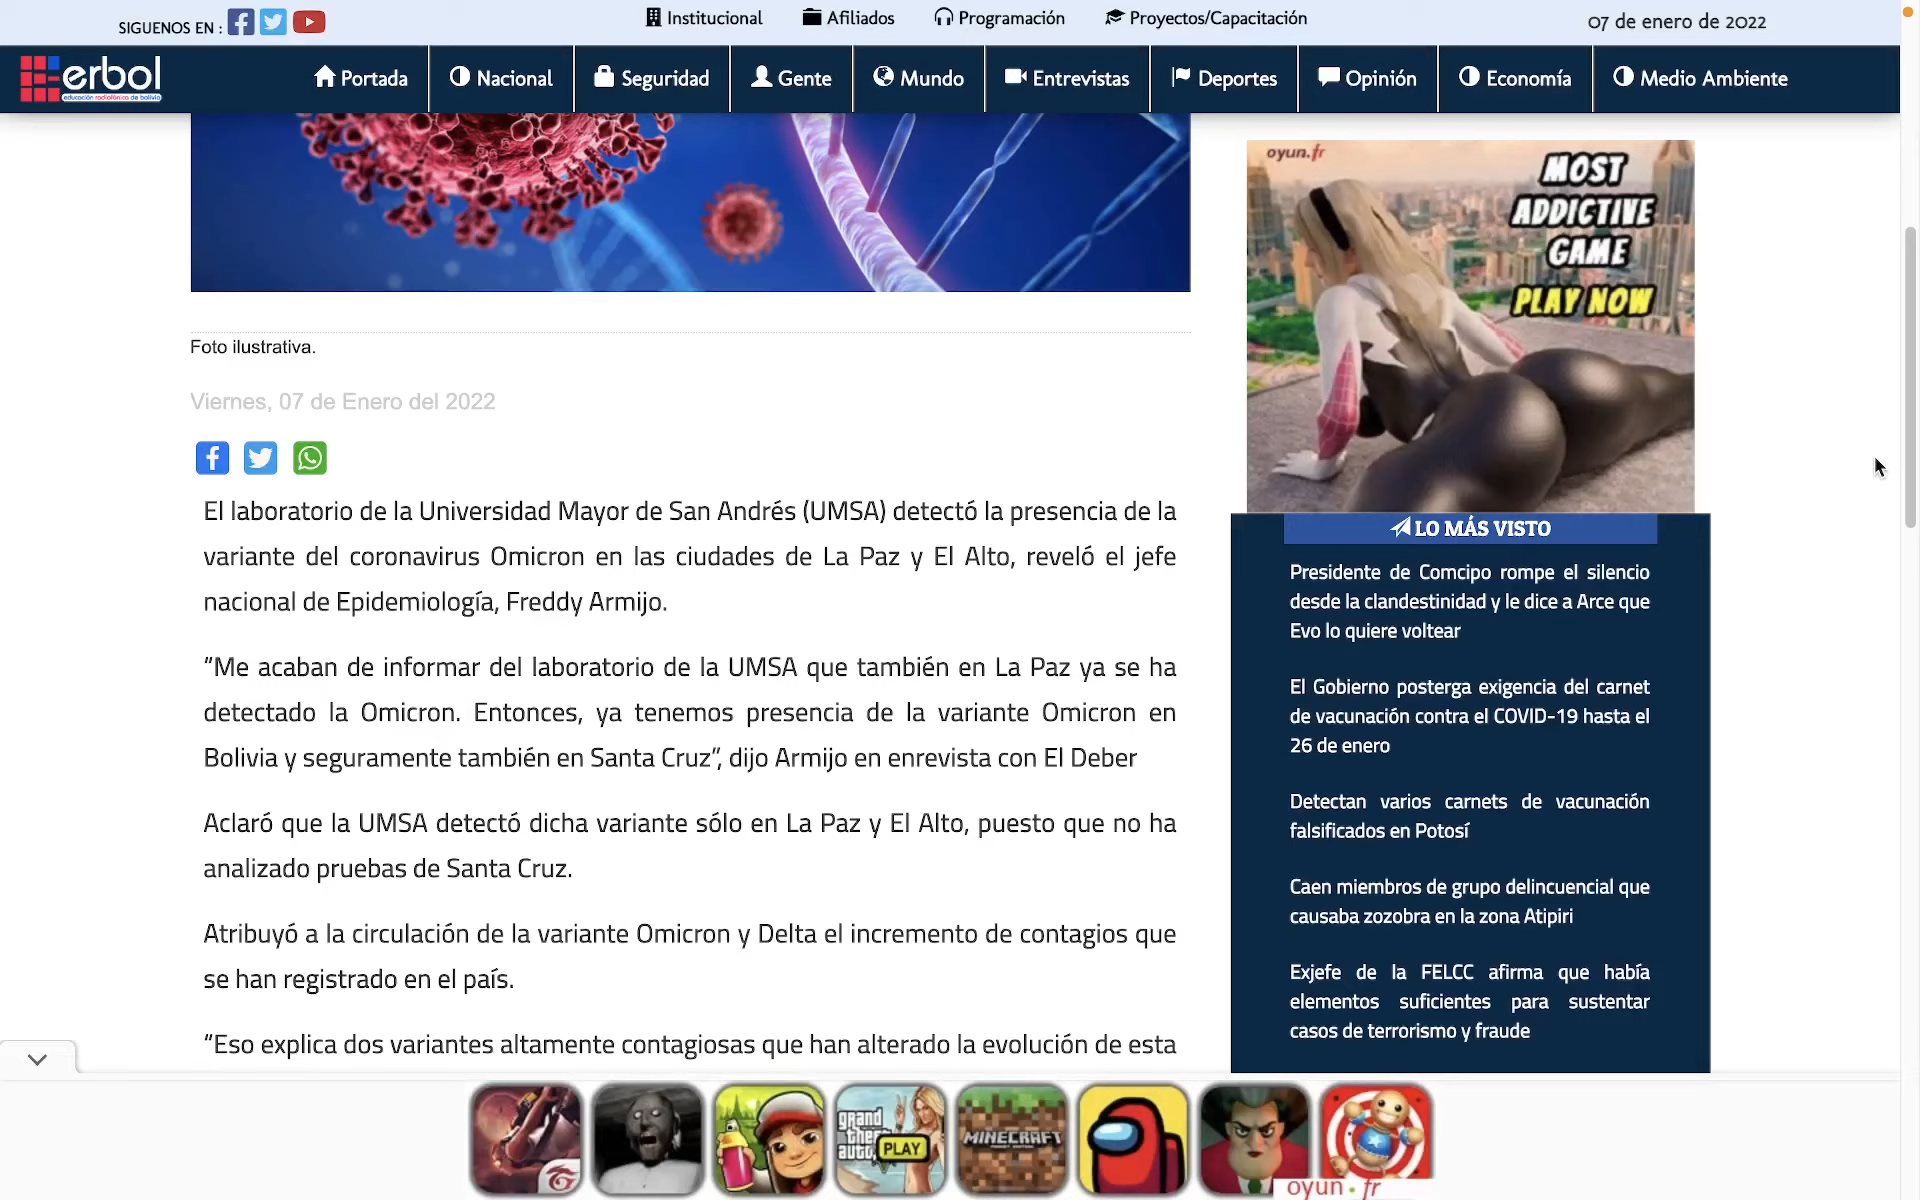 SIGUENOS EN :
Institucional
Afiliados
Programación
Proyectos/Capacitación
07 de enero de 2022
erbol
educación radiofónica de bolivia
Portada
Nacional
Seguridad
Gente
Mundo
Entrevistas
Deportes
Opinión
Economía
Medio Ambiente
Foto ilustrativa.
Viernes, 07 de Enero del 2022
El laboratorio de la Universidad Mayor de San Andrés (UMSA) detectó la presencia de la
variante del coronavirus Omicron en las ciudades de La Paz y El Alto, reveló el jefe
nacional de Epidemiología, Freddy Armijo.
“Me acaban de informar del laboratorio de la UMSA que también en La Paz ya se ha
detectado la Omicron. Entonces, ya tenemos presencia de la variante Omicron en
Bolivia y seguramente también en Santa Cruz”, dijo Armijo en enrevista con El Deber
Aclaró que la UMSA detectó dicha variante sólo en La Paz y El Alto, puesto que no ha
analizado pruebas de Santa Cruz.
Atribuyó a la circulación de la variante Omicron y Delta el incremento de contagios que
se han registrado en el país.
“Eso explica dos variantes altamente contagiosas que han alterado la evolución de esta
oyun.fr
MOST
ADDICTIVE
GAME
PLAY NOW
LO MÁS VISTO
Presidente de Comcipo rompe el silencio
desde la clandestinidad y le dice a Arce que
Evo lo quiere voltear
El Gobierno posterga exigencia del carnet
de vacunación contra el COVID-19 hasta el
26 de enero
Detectan varios carnets de vacunación
falsificados en Potosí
Caen miembros de grupo delincuencial que
causaba zozobra en la zona Atipiri
Exjefe de la FELCC afirma que había
elementos suficientes para sustentar
casos de terrorismo y fraude
grand
theft
auto
PLAY
MINECRAFT
oyun.fr